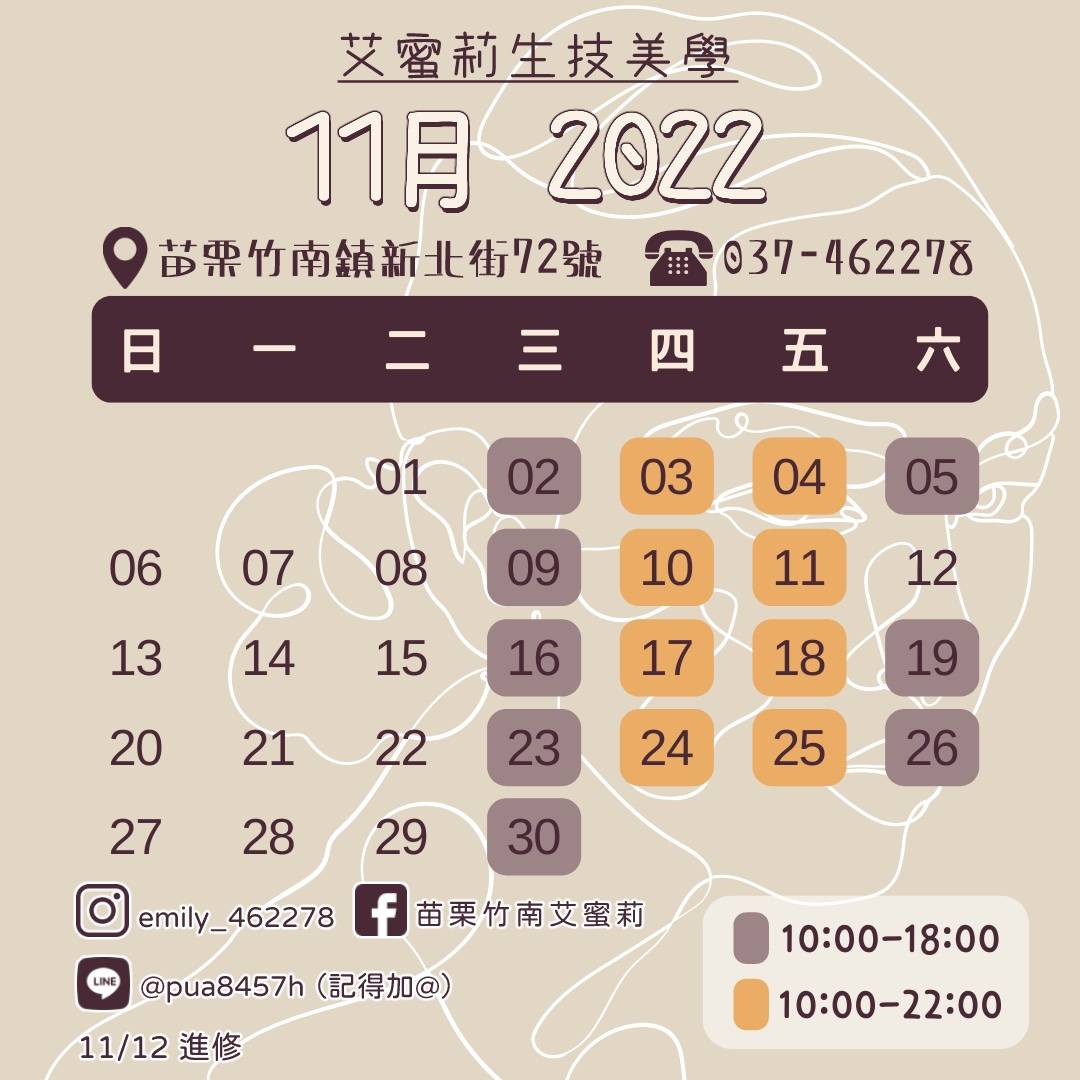 艾蜜莉生技美學
11月 2022
苗栗竹南鎮新北街72號 037-462278
日 一 二 三 四 五 六
01 02 03 04 05
06 07 08 09 10 11 12
13 14 15 16 17 18 19
20 21 22 23 24 25 26
27 28 29 30
emily_462278 苗栗竹南艾蜜莉
LINE @pua8457h (記得加@)
11/12 進修
10:00-18:00
10:00-22:00